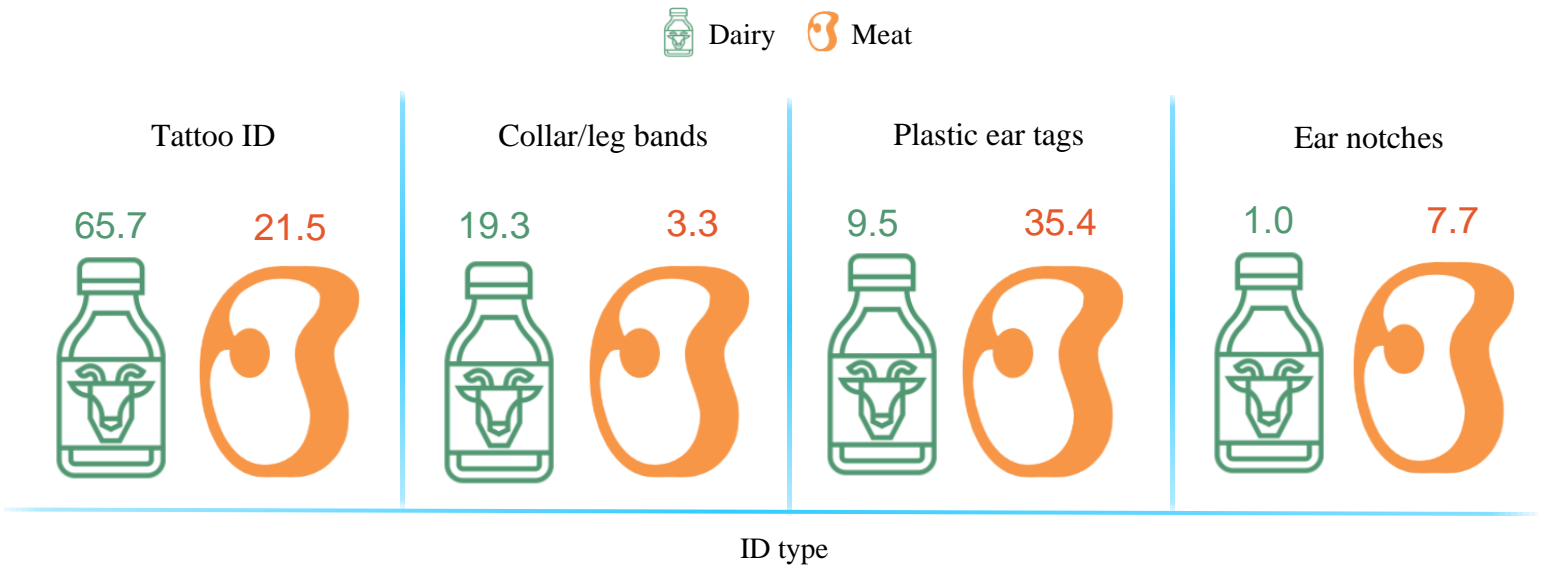 Dairy Meat
Tattoo ID
65.7 21.5
Collar/leg bands
19.3 3.3
Plastic ear tags
9.5 35.4
Ear notches
1.0 7.7
ID type